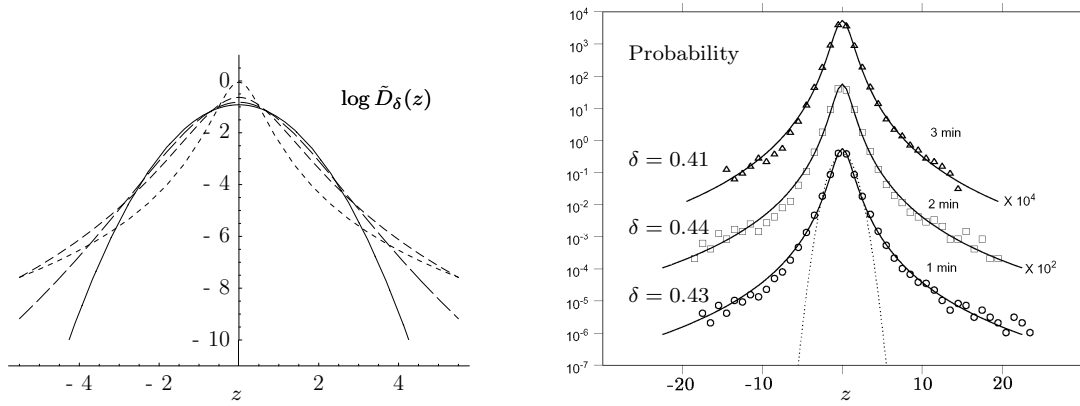 log D̃δ(z)
0
- 2
- 4
- 6
- 8
- 10
- 4
- 2
2
4
z
Probability
10^4
10^3
10^2
10^1
10^0
10^-1
10^-2
10^-3
10^-4
10^-5
10^-6
10^-7
3 min
δ = 0.41
X 10^4
2 min
δ = 0.44
X 10^2
1 min
δ = 0.43
-20
-10
0
10
20
z